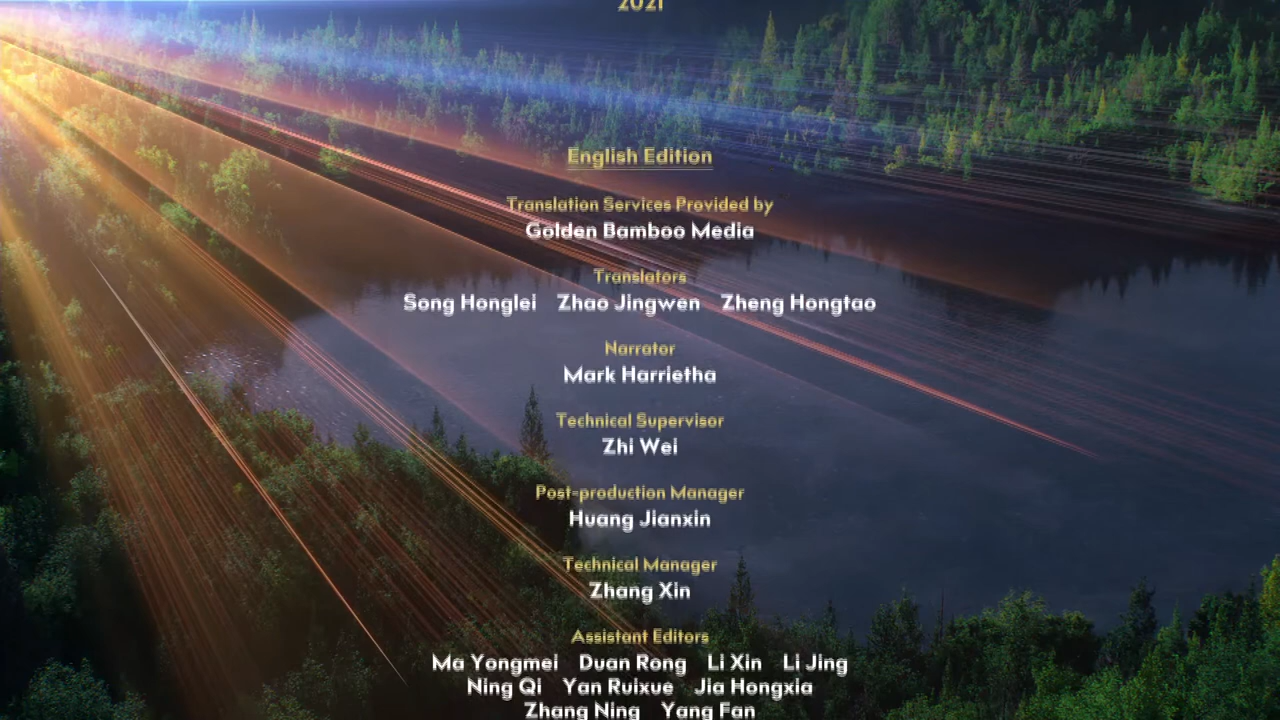 2021
English Edition
Translation Services Provided by
Golden Bamboo Media
Translators
Song Honglei Zhao Jingwen Zheng Hongtao
Narrator
Mark Harrietha
Technical Supervisor
Zhi Wei
Post-production Manager
Huang Jianxin
Technical Manager
Zhang Xin
Assistant Editors
Ma Yongmei Duan Rong Li Xin Li Jing
Ning Qi Yan Ruixue Jia Hongxia
Zhang Ning Yang Fan